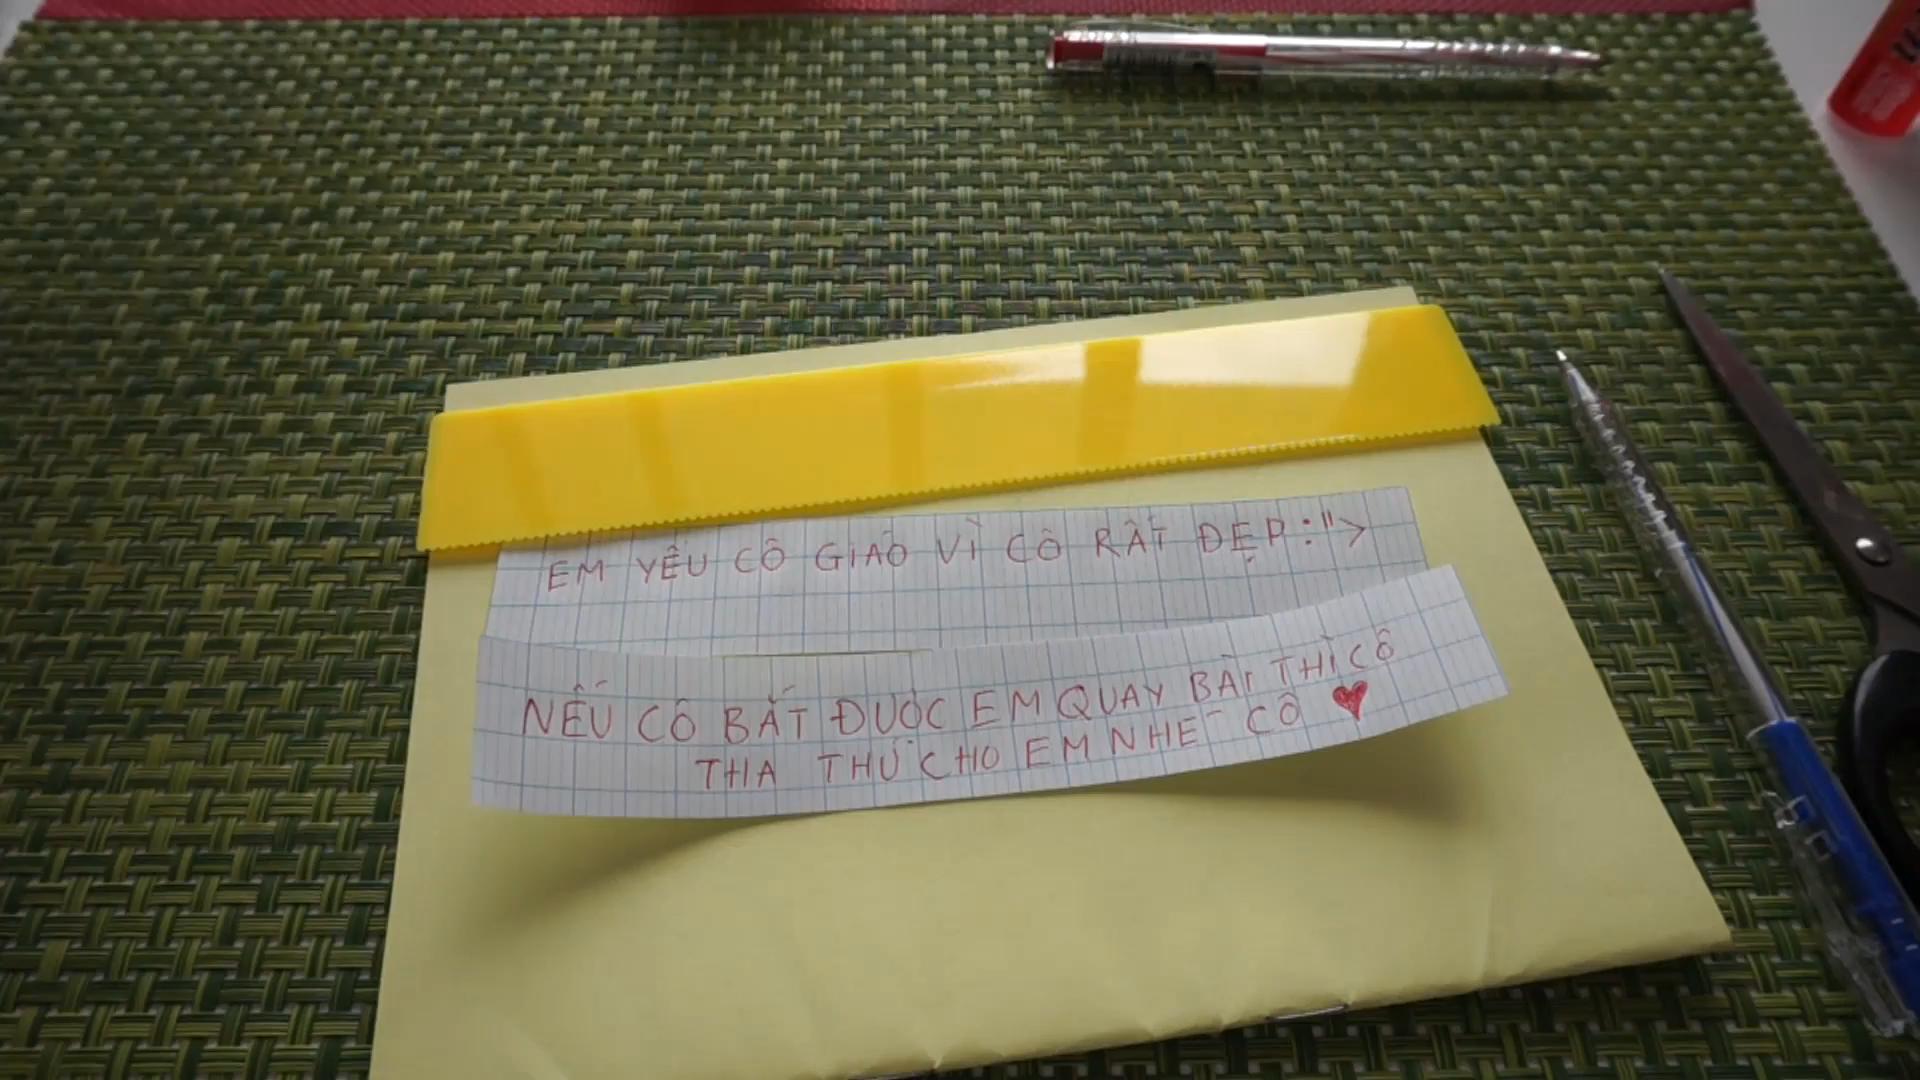 EM YÊU CÔ GIÁO VÌ CÔ RẤT ĐẸP :">
NẾU CÔ BẮT ĐƯỢC EM QUAY BÀI THÌ CÔ
THA THỨ CHO EM NHÉ CÔ ♥